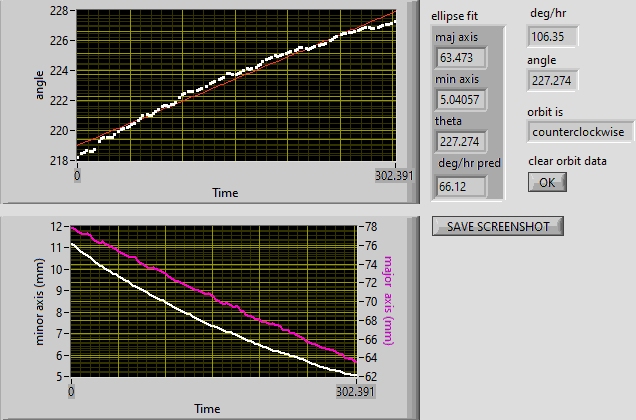 228
226
224
222
220
218
angle
0
302.391
Time
ellipse fit
maj axis
63.473
min axis
5.04057
theta
227.274
deg/hr pred
66.12
deg/hr
106.35
angle
227.274
orbit is
counterclockwise
clear orbit data
OK
SAVE SCREENSHOT
12
11
10
9
8
7
6
5
minor axis (mm)
78
76
74
72
70
68
66
64
62
major axis (mm)
0
302.391
Time